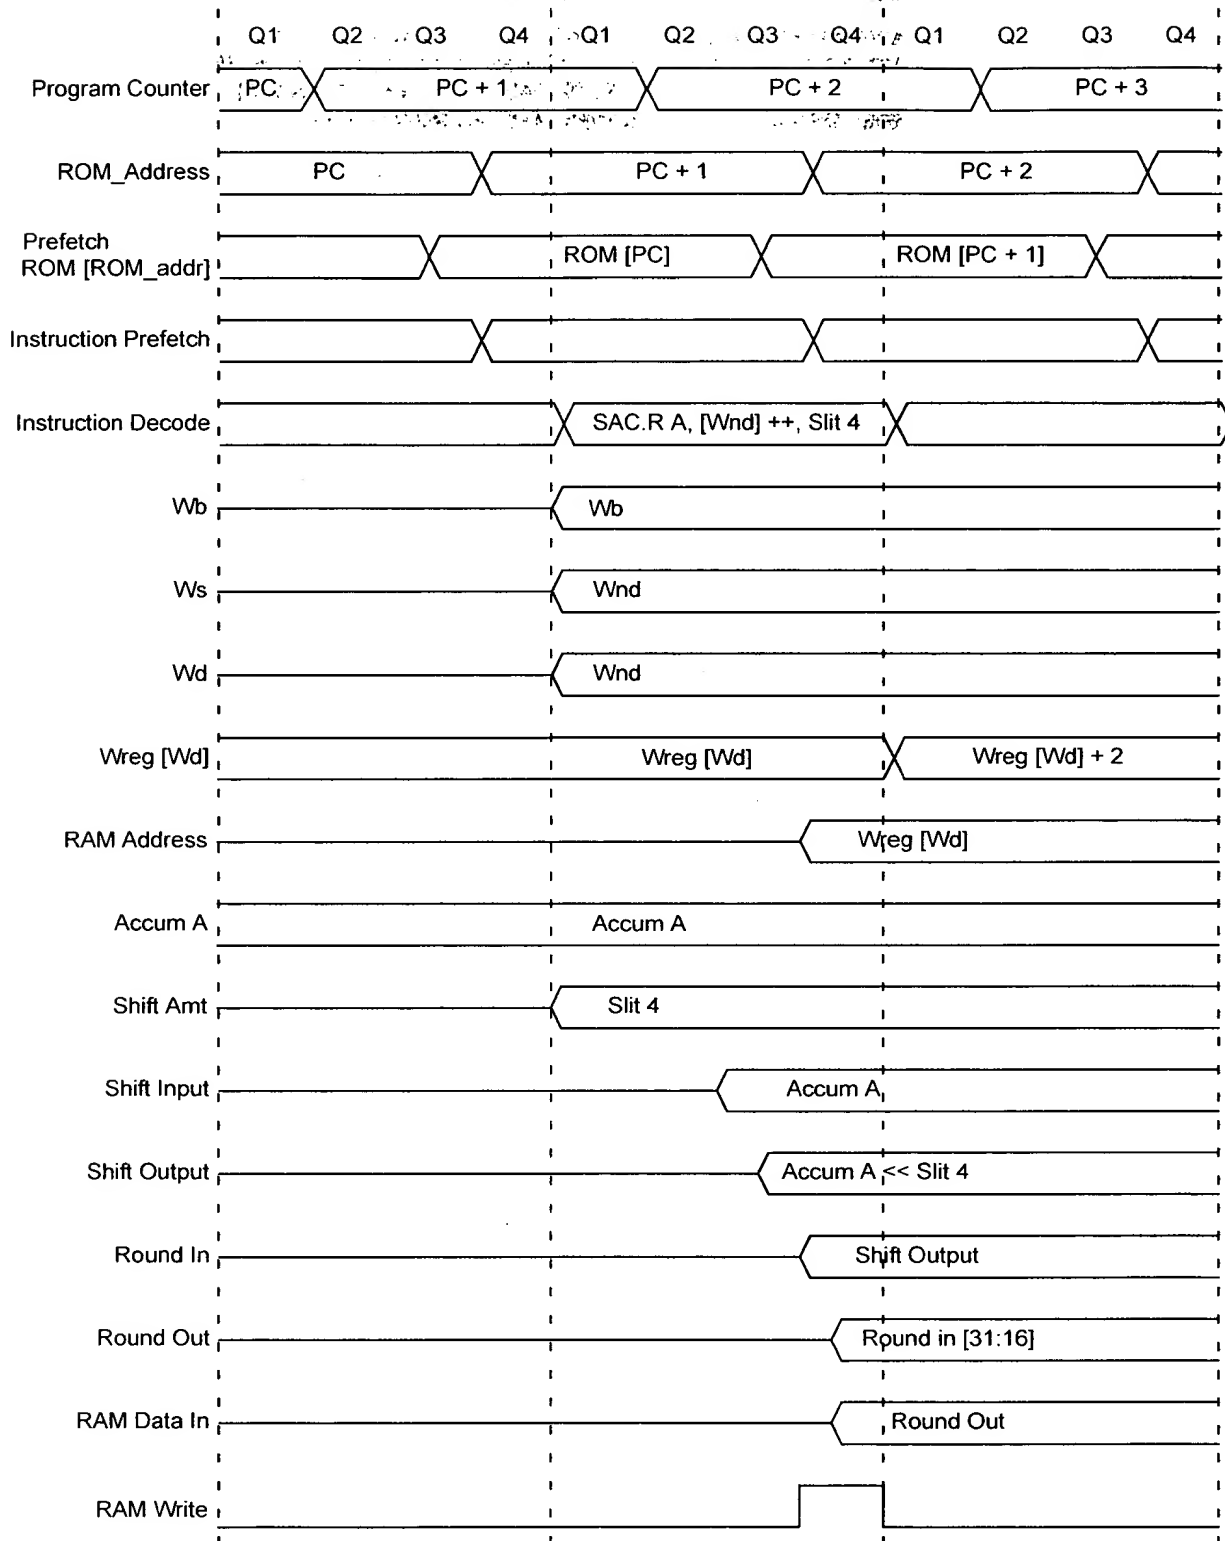 Q1 Q2 Q3 Q4 Q1 Q2 Q3 Q4 Q1 Q2 Q3 Q4
Program Counter PC PC + 1 PC + 2 PC + 3
ROM_Address PC PC + 1 PC + 2
Prefetch
ROM [ROM_addr] ROM [PC] ROM [PC + 1]
Instruction Prefetch
Instruction Decode SAC.R A, [Wnd] ++, Slit 4
Wb Wb
Ws Wnd
Wd Wnd
Wreg [Wd] Wreg [Wd] Wreg [Wd] + 2
RAM Address Wreg [Wd]
Accum A Accum A
Shift Amt Slit 4
Shift Input Accum A
Shift Output Accum A << Slit 4
Round In Shift Output
Round Out Round in [31:16]
RAM Data In Round Out
RAM Write